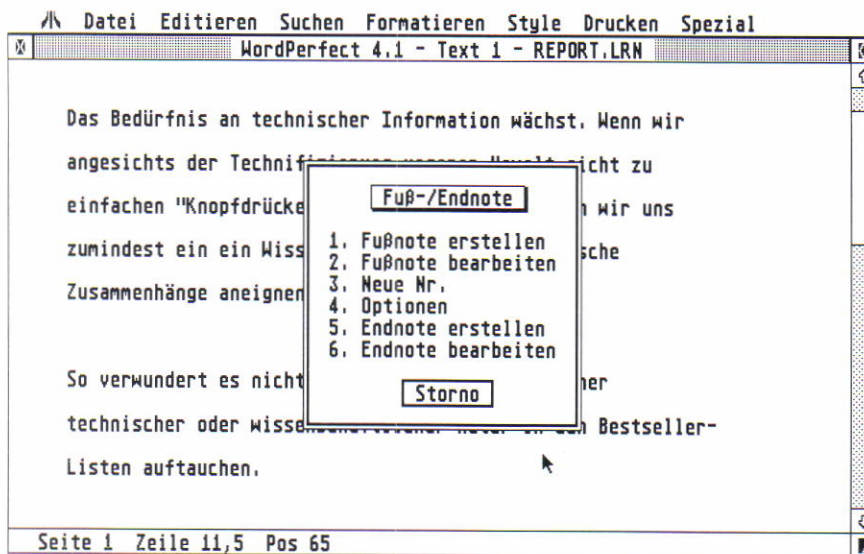 Datei Editieren Suchen Formatieren Style Drucken Spezial
WordPerfect 4.1 - Text 1 - REPORT.LRN
Das Bedürfnis an technischer Information wächst. Wenn wir
angesichts der icht zu
einfachen "Knopfdrücke wir uns
zumindest ein ein Wiss sche
Zusammenhänge aneignen
So verwundert es nicht her
technischer oder Bestseller-
Listen auftauchen.
Fuß-/Endnote
1. Fußnote erstellen
2. Fußnote bearbeiten
3. Neue Nr.
4. Optionen
5. Endnote erstellen
6. Endnote bearbeiten
Storno
Seite 1 Zeile 11,5 Pos 65